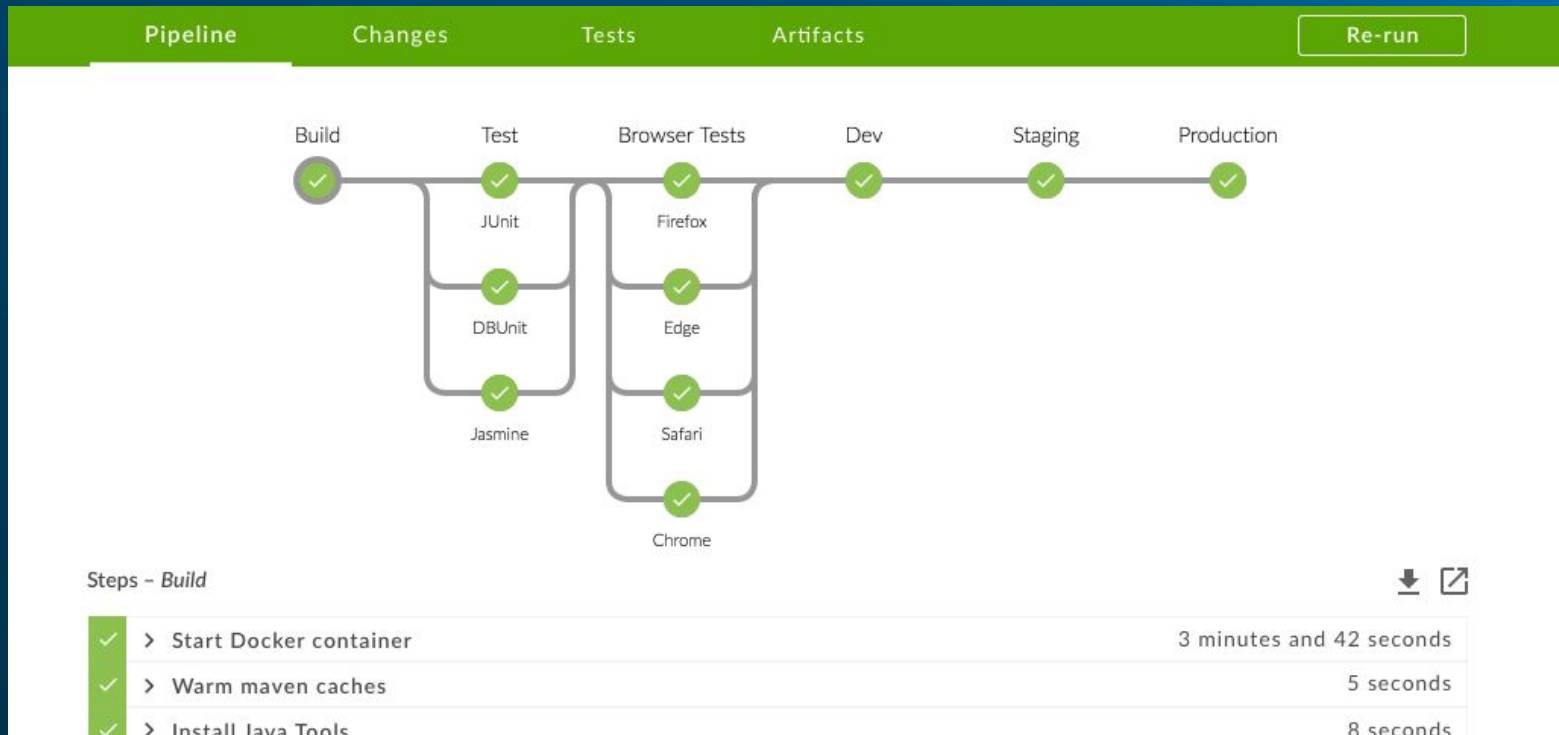 Pipeline Changes Tests Artifacts Re-run
Build Test Browser Tests Dev Staging Production
JUnit Firefox
DBUnit Edge
Jasmine Safari
Chrome
Steps – Build
Start Docker container 3 minutes and 42 seconds
Warm maven caches 5 seconds
Install Java Tools 8 seconds